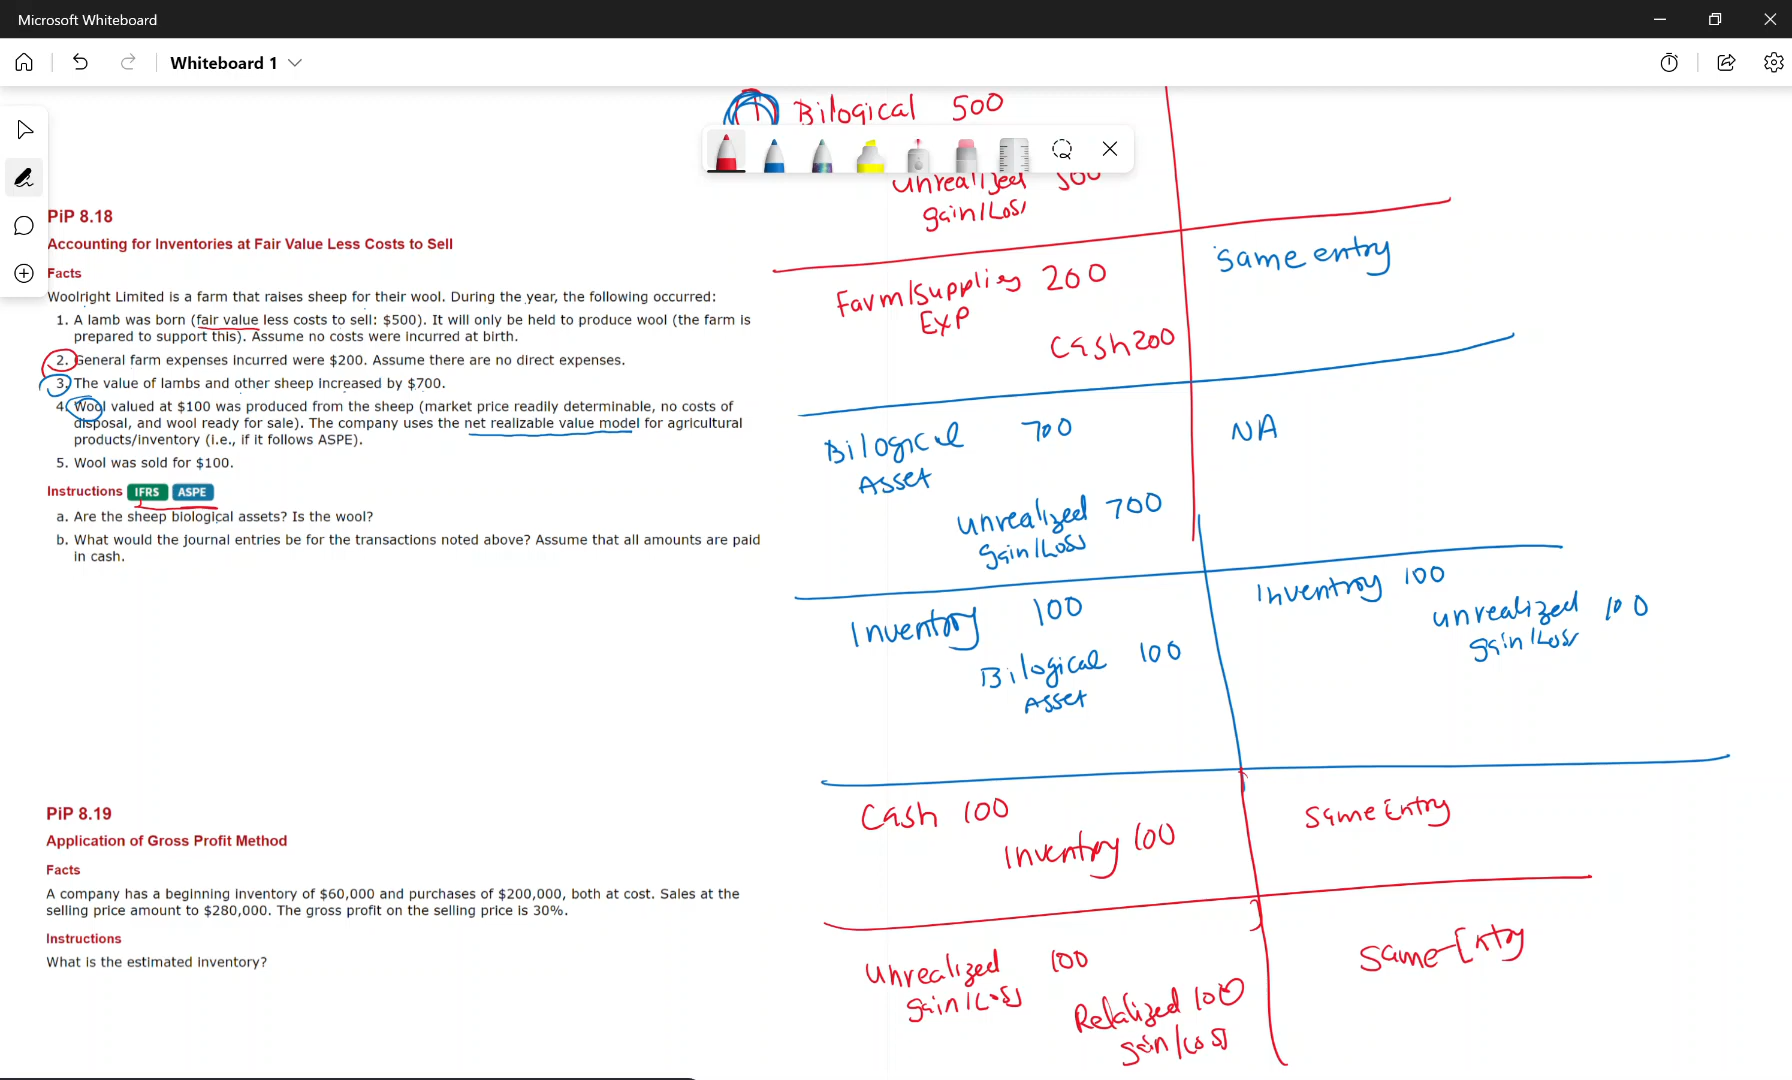 Microsoft Whiteboard
Whiteboard 1
PiP 8.18
Accounting for Inventories at Fair Value Less Costs to Sell
Facts
Woolright Limited is a farm that raises sheep for their wool. During the year, the following occurred:
1. A lamb was born (fair value less costs to sell: $500). It will only be held to produce wool (the farm is
prepared to support this). Assume no costs were incurred at birth.
2. General farm expenses incurred were $200. Assume there are no direct expenses.
3. The value of lambs and other sheep increased by $700.
4. Wool valued at $100 was produced from the sheep (market price readily determinable, no costs of
disposal, and wool ready for sale). The company uses the net realizable value model for agricultural
products/inventory (i.e., if it follows ASPE).
5. Wool was sold for $100.
Instructions IFRS ASPE
a. Are the sheep biological assets? Is the wool?
b. What would the journal entries be for the transactions noted above? Assume that all amounts are paid
in cash.
PiP 8.19
Application of Gross Profit Method
Facts
A company has a beginning inventory of $60,000 and purchases of $200,000, both at cost. Sales at the
selling price amount to $280,000. The gross profit on the selling price is 30%.
Instructions
What is the estimated inventory?
Bilogical 500
unrealized 500
gain/Loss
Farm/supplies 200
Exp
Cash 200
Same entry
Bilogical 700
Asset
unrealized 700
gain/Loss
NA
Inventory 100
Bilogical 100
Asset
Inventroy 100
unrealized 100
gain/Loss
Cash 100
Inventry 100
Same Entry
Unrealized 100
gain/Loss
Relalized 100
gain/Loss
Same Entry